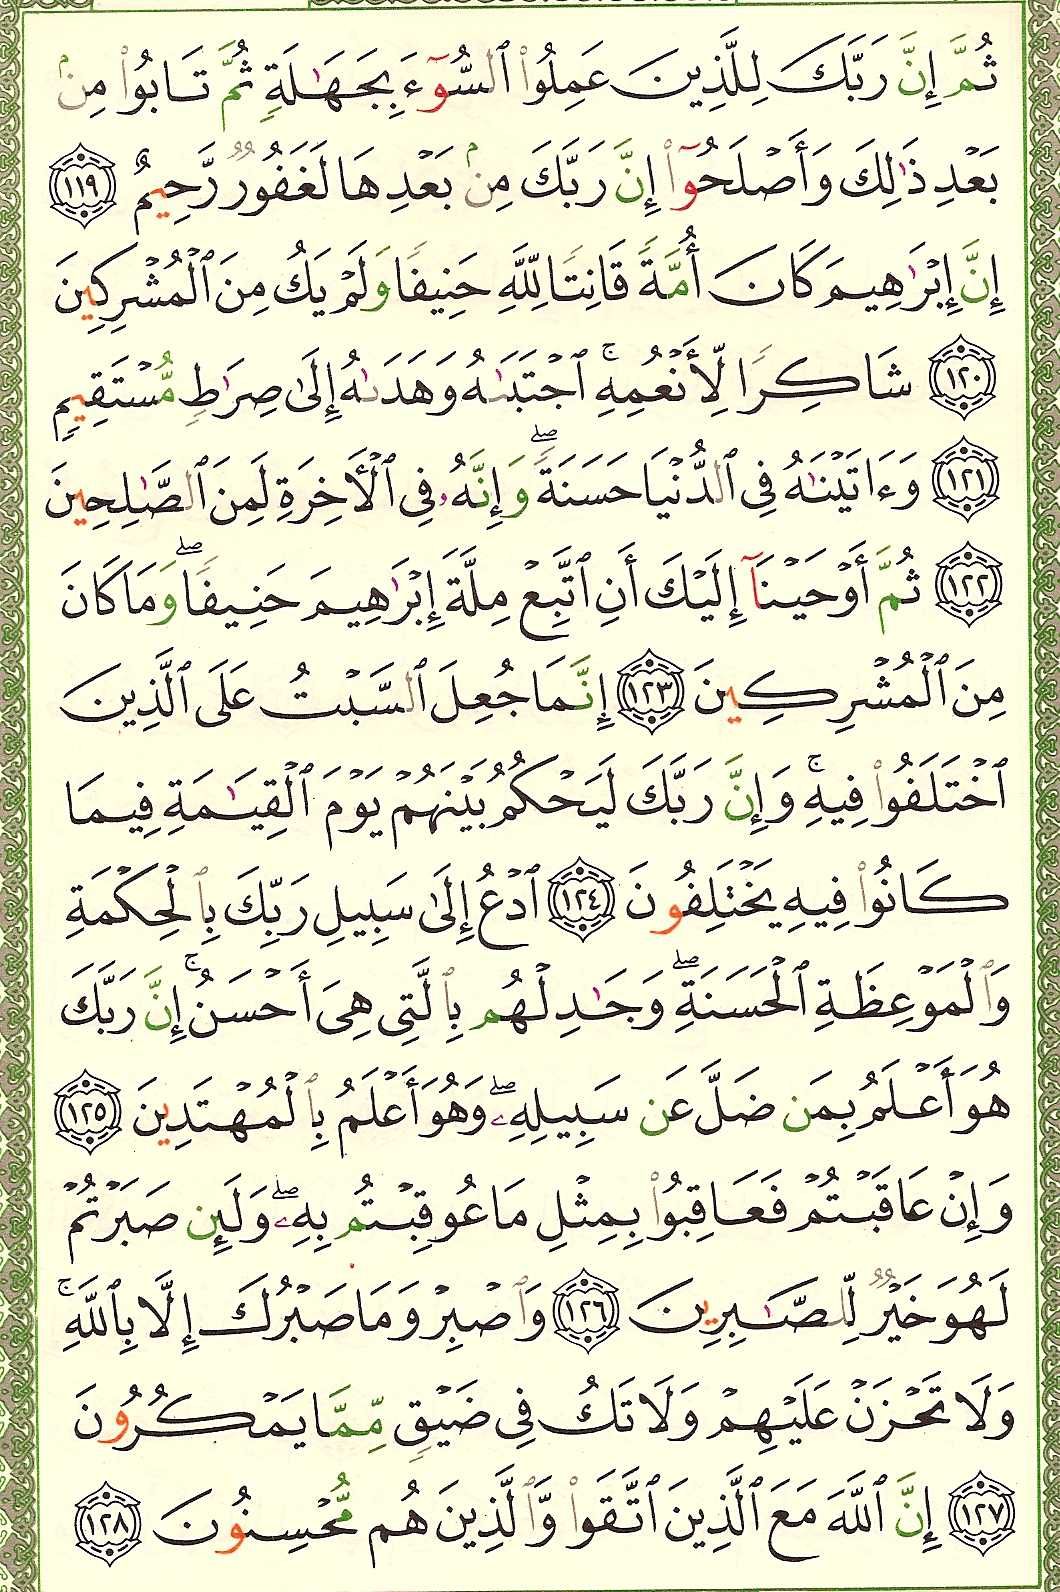 ثُمَّ إِنَّ رَبَّكَ لِلَّذِينَ عَمِلُوا۟ ٱلسُّوٓءَ بِجَهَـٰلَةٍ ثُمَّ تَابُوا۟ مِنۢ
بَعْدِ ذَٰلِكَ وَأَصْلَحُوٓا۟ إِنَّ رَبَّكَ مِنۢ بَعْدِهَا لَغَفُورٌ رَّحِيمٌ ١١٩
إِنَّ إِبْرَٰهِيمَ كَانَ أُمَّةً قَانِتًا لِّلَّهِ حَنِيفًا وَلَمْ يَكُ مِنَ ٱلْمُشْرِكِينَ
١٢٠ شَاكِرًا لِّأَنْعُمِهِ ۚ ٱجْتَبَىٰهُ وَهَدَىٰهُ إِلَىٰ صِرَٰطٍ مُّسْتَقِيمٍ
١٢١ وَءَاتَيْنَـٰهُ فِى ٱلدُّنْيَا حَسَنَةً ۖ وَإِنَّهُۥ فِى ٱلْـَٔاخِرَةِ لَمِنَ ٱلصَّـٰلِحِينَ
١٢٢ ثُمَّ أَوْحَيْنَآ إِلَيْكَ أَنِ ٱتَّبِعْ مِلَّةَ إِبْرَٰهِيمَ حَنِيفًا ۖ وَمَا كَانَ
مِنَ ٱلْمُشْرِكِينَ ١٢٣ إِنَّمَا جُعِلَ ٱلسَّبْتُ عَلَى ٱلَّذِينَ
ٱخْتَلَفُوا۟ فِيهِ ۚ وَإِنَّ رَبَّكَ لَيَحْكُمُ بَيْنَهُمْ يَوْمَ ٱلْقِيَـٰمَةِ فِيمَا
كَانُوا۟ فِيهِ يَخْتَلِفُونَ ١٢٤ ٱدْعُ إِلَىٰ سَبِيلِ رَبِّكَ بِٱلْحِكْمَةِ
وَٱلْمَوْعِظَةِ ٱلْحَسَنَةِ ۖ وَجَـٰدِلْهُم بِٱلَّتِى هِىَ أَحْسَنُ ۚ إِنَّ رَبَّكَ
هُوَ أَعْلَمُ بِمَن ضَلَّ عَن سَبِيلِهِۦ ۖ وَهُوَ أَعْلَمُ بِٱلْمُهْتَدِينَ ١٢٥
وَإِنْ عَاقَبْتُمْ فَعَاقِبُوا۟ بِمِثْلِ مَا عُوقِبْتُم بِهِۦ ۖ وَلَئِن صَبَرْتُمْ
لَهُوَ خَيْرٌ لِّلصَّـٰبِرِينَ ١٢٦ وَٱصْبِرْ وَمَا صَبْرُكَ إِلَّا بِٱللَّهِ ۚ
وَلَا تَحْزَنْ عَلَيْهِمْ وَلَا تَكُ فِى ضَيْقٍ مِّمَّا يَمْكُرُونَ
١٢٧ إِنَّ ٱللَّهَ مَعَ ٱلَّذِينَ ٱتَّقَوا۟ وَّٱلَّذِينَ هُم مُّحْسِنُونَ ١٢٨